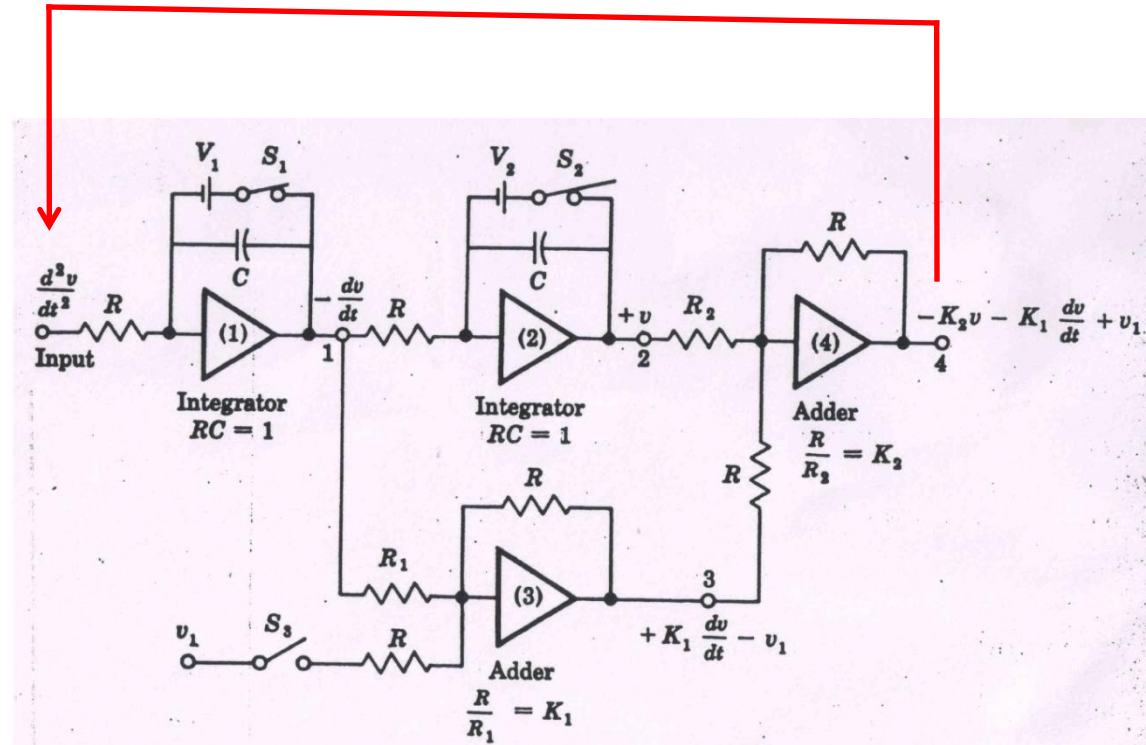 V₁ S₁
V₂ S₂
R
C
C
d²v/dt²
R
(1)
− dv/dt
R
(2)
+v
R₂
(4)
−K₂v − K₁ dv/dt + v₁
Input
1
2
4
Integrator
RC = 1
Integrator
RC = 1
Adder
R/R₂ = K₂
R
R
R₁
(3)
3
+K₁ dv/dt − v₁
v₁
S₃
R
Adder
R/R₁ = K₁